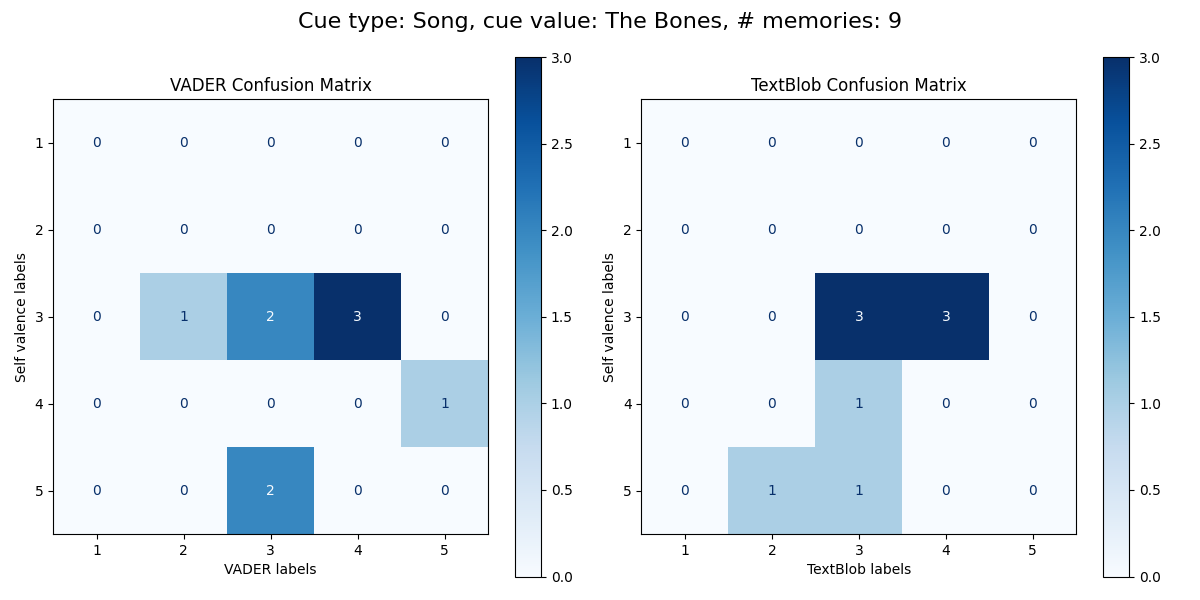 Cue type: Song, cue value: The Bones, # memories: 9
VADER Confusion Matrix
Self valence labels
1 0 0 0 0 0
2 0 0 0 0 0
3 0 1 2 3 0
4 0 0 0 0 1
5 0 0 2 0 0
1 2 3 4 5
VADER labels
3.0
2.5
2.0
1.5
1.0
0.5
0.0
TextBlob Confusion Matrix
Self valence labels
1 0 0 0 0 0
2 0 0 0 0 0
3 0 0 3 3 0
4 0 0 1 0 0
5 0 1 1 0 0
1 2 3 4 5
TextBlob labels
3.0
2.5
2.0
1.5
1.0
0.5
0.0